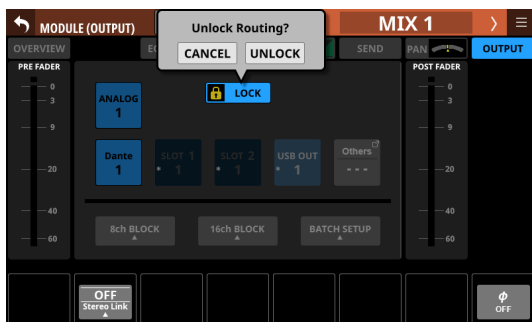 MODULE (OUTPUT)
Unlock Routing?
CANCEL
UNLOCK
MIX 1
OVERVIEW
SEND
PAN
OUTPUT
PRE FADER
POST FADER
LOCK
ANALOG
1
0
3
9
20
40
60
0
3
9
20
40
60
Dante
1
SLOT 1
1
SLOT 2
1
USB OUT
1
Others
---
8ch BLOCK
16ch BLOCK
BATCH SETUP
OFF
Stereo Link
ϕ
OFF